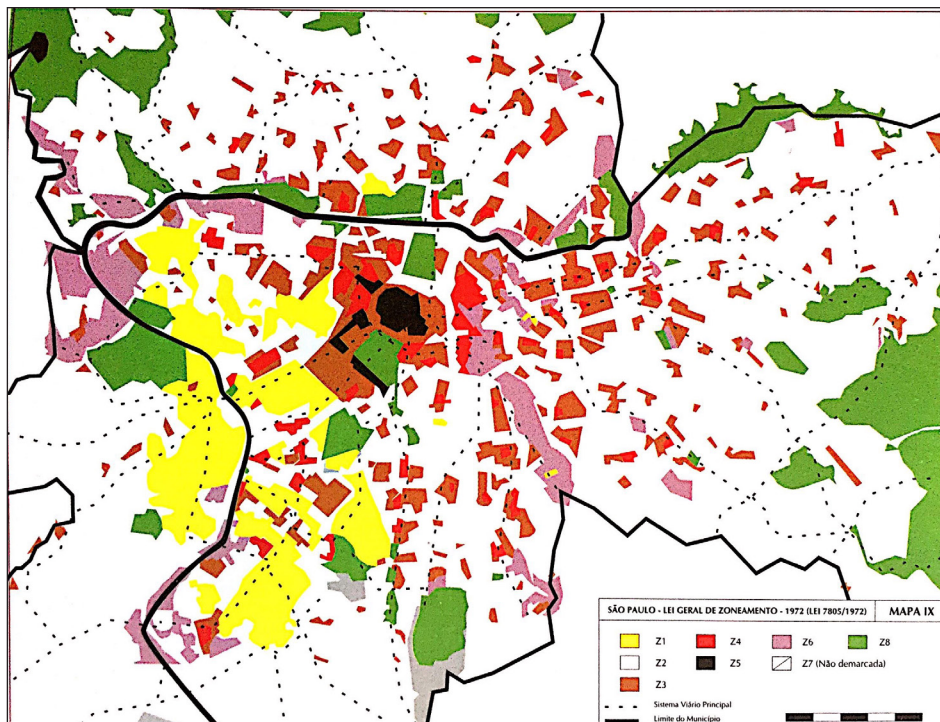 SÃO PAULO - LEI GERAL DE ZONEAMENTO - 1972 (LEI 7805/1972) MAPA IX
Z1 Z4 Z6 Z8
Z2 Z5 Z7 (Não demarcada)
Z3
Sistema Viário Principal
Limite do Município